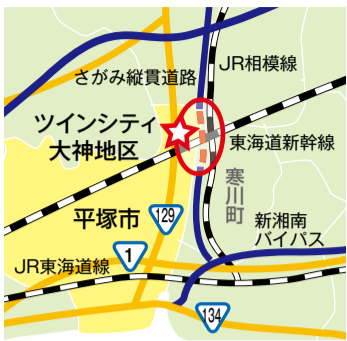 JR相模線
さがみ縦貫道路
ツインシティ
大神地区
東海道新幹線
寒川町
平塚市
129
新湘南
バイパス
1
JR東海道線
134